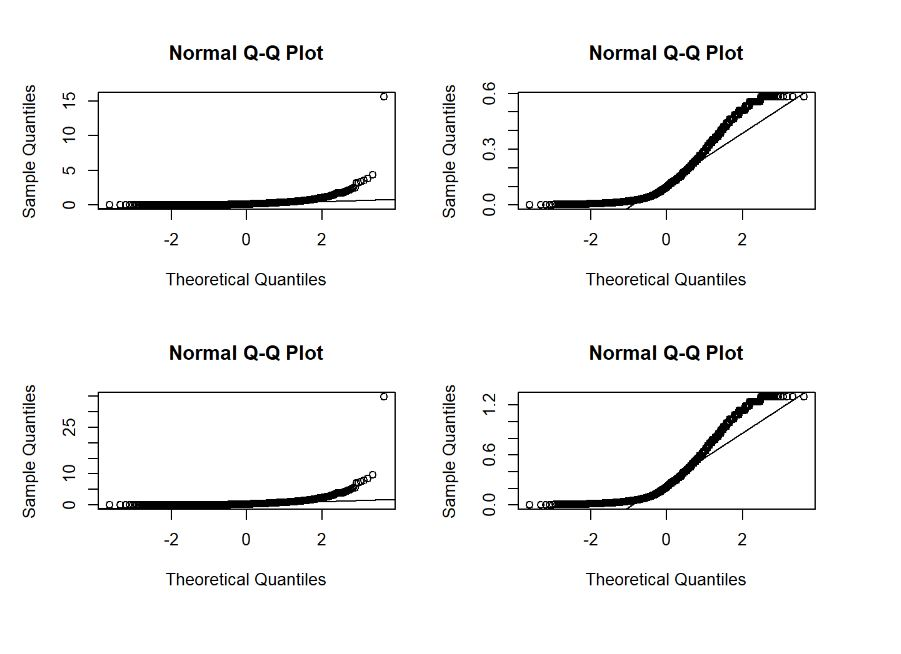 Normal Q-Q Plot
Sample Quantiles
15
10
5
0
-2 0 2
Theoretical Quantiles
Normal Q-Q Plot
Sample Quantiles
0.6
0.3
0.0
-2 0 2
Theoretical Quantiles
Normal Q-Q Plot
Sample Quantiles
25
10
0
-2 0 2
Theoretical Quantiles
Normal Q-Q Plot
Sample Quantiles
1.2
0.6
0.0
-2 0 2
Theoretical Quantiles